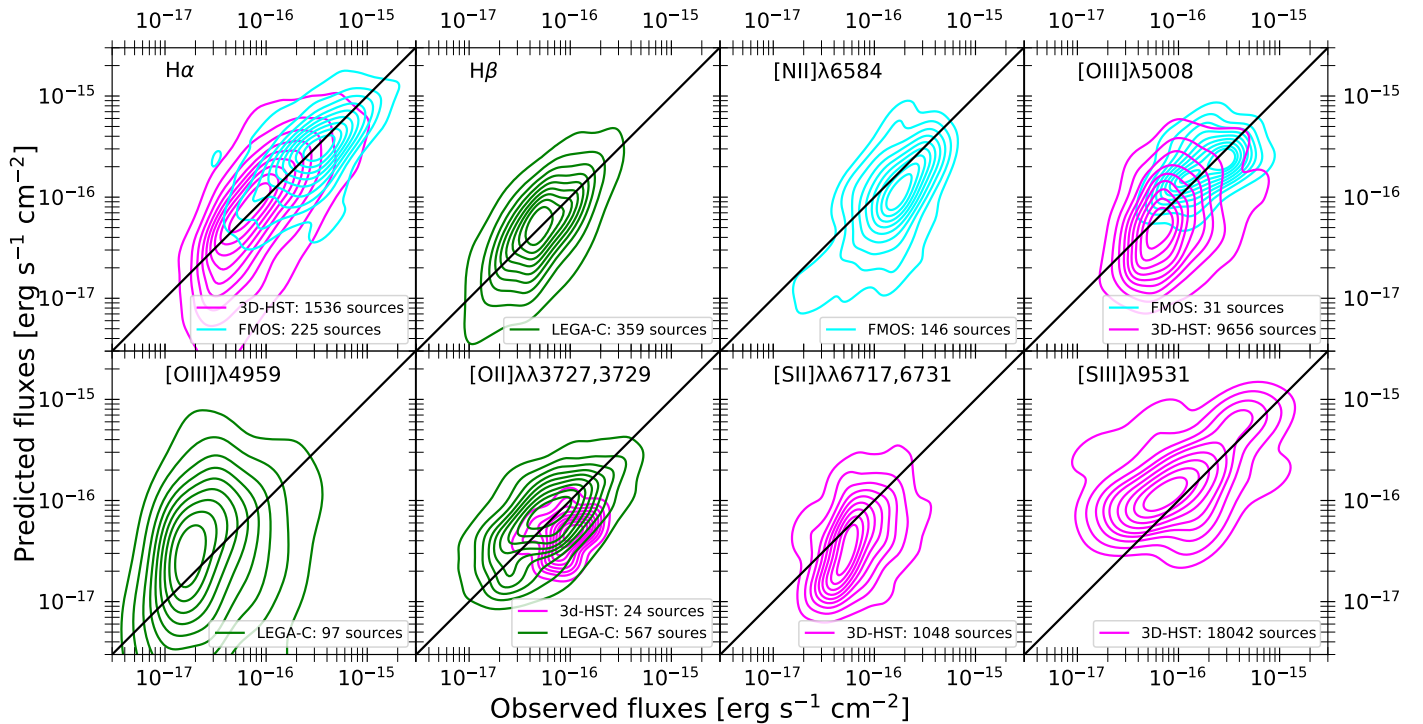 10⁻¹⁷ 10⁻¹⁶ 10⁻¹⁵ 10⁻¹⁷ 10⁻¹⁶ 10⁻¹⁵ 10⁻¹⁷ 10⁻¹⁶ 10⁻¹⁵ 10⁻¹⁷ 10⁻¹⁶ 10⁻¹⁵
Hα
Hβ
[NII]λ6584
[OIII]λ5008
10⁻¹⁵
10⁻¹⁶
10⁻¹⁷
10⁻¹⁵
10⁻¹⁶
10⁻¹⁷
3D-HST: 1536 sources
FMOS: 225 sources
LEGA-C: 359 sources
FMOS: 146 sources
FMOS: 31 sources
3D-HST: 9656 sources
Predicted fluxes [erg s⁻¹ cm⁻²]
[OIII]λ4959
[OII]λλ3727,3729
[SII]λλ6717,6731
[SIII]λ9531
10⁻¹⁵
10⁻¹⁶
10⁻¹⁷
10⁻¹⁵
10⁻¹⁶
10⁻¹⁷
LEGA-C: 97 sources
3d-HST: 24 sources
LEGA-C: 567 soures
3D-HST: 1048 sources
3D-HST: 18042 sources
10⁻¹⁷ 10⁻¹⁶ 10⁻¹⁵ 10⁻¹⁷ 10⁻¹⁶ 10⁻¹⁵ 10⁻¹⁷ 10⁻¹⁶ 10⁻¹⁵ 10⁻¹⁷ 10⁻¹⁶ 10⁻¹⁵
Observed fluxes [erg s⁻¹ cm⁻²]